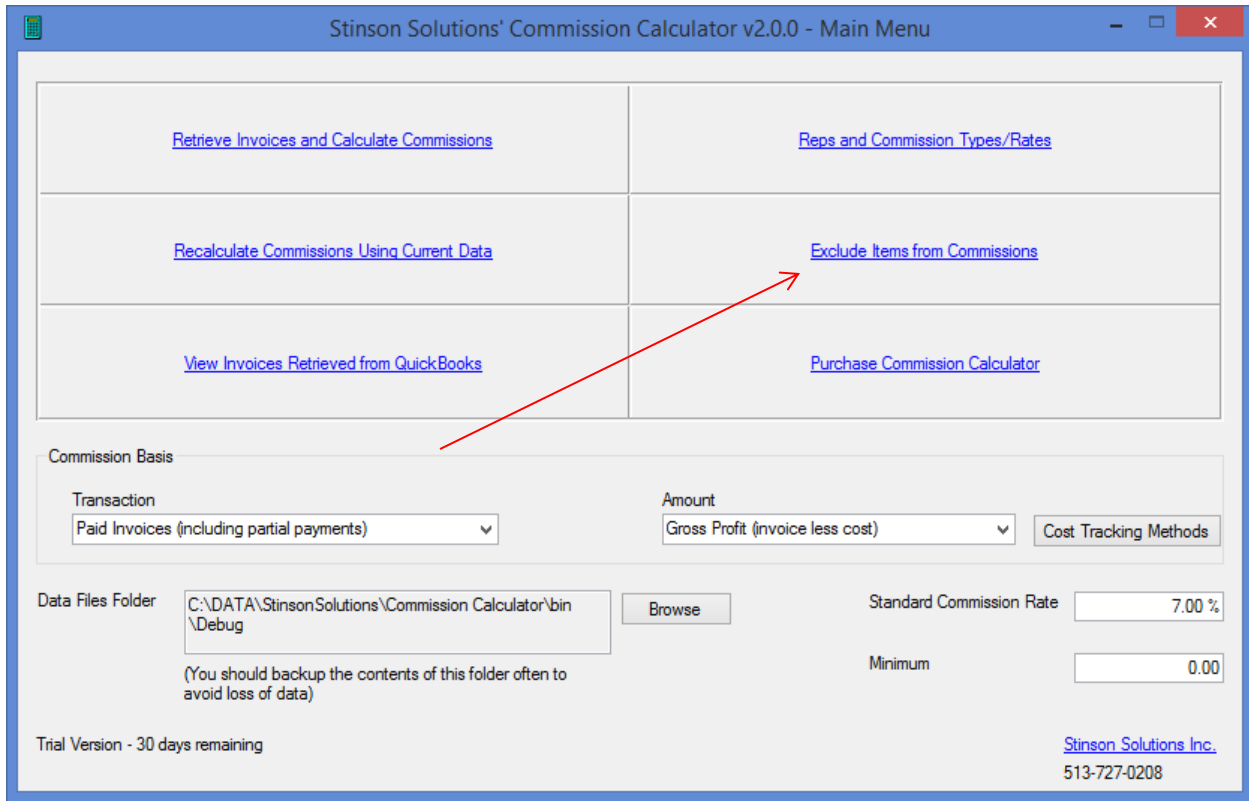 Stinson Solutions' Commission Calculator v2.0.0 - Main Menu
Retrieve Invoices and Calculate Commissions
Reps and Commission Types/Rates
Recalculate Commissions Using Current Data
Exclude Items from Commissions
View Invoices Retrieved from QuickBooks
Purchase Commission Calculator
Commission Basis
Transaction
Amount
Paid Invoices (including partial payments)
Gross Profit (invoice less cost)
Cost Tracking Methods
Data Files Folder
C:\DATA\StinsonSolutions\Commission Calculator\bin
\Debug
Browse
Standard Commission Rate
7.00 %
(You should backup the contents of this folder often to
avoid loss of data)
Minimum
0.00
Trial Version - 30 days remaining
Stinson Solutions Inc.
513-727-0208